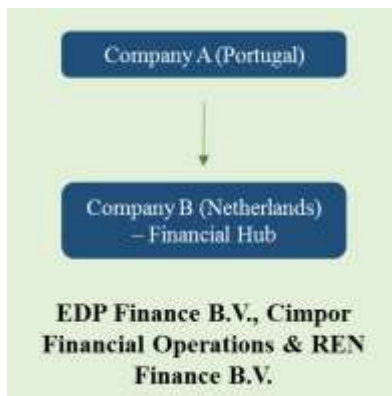 Company A (Portugal)
Company B (Netherlands)
– Financial Hub
EDP Finance B.V., Cimpor
Financial Operations & REN
Finance B.V.